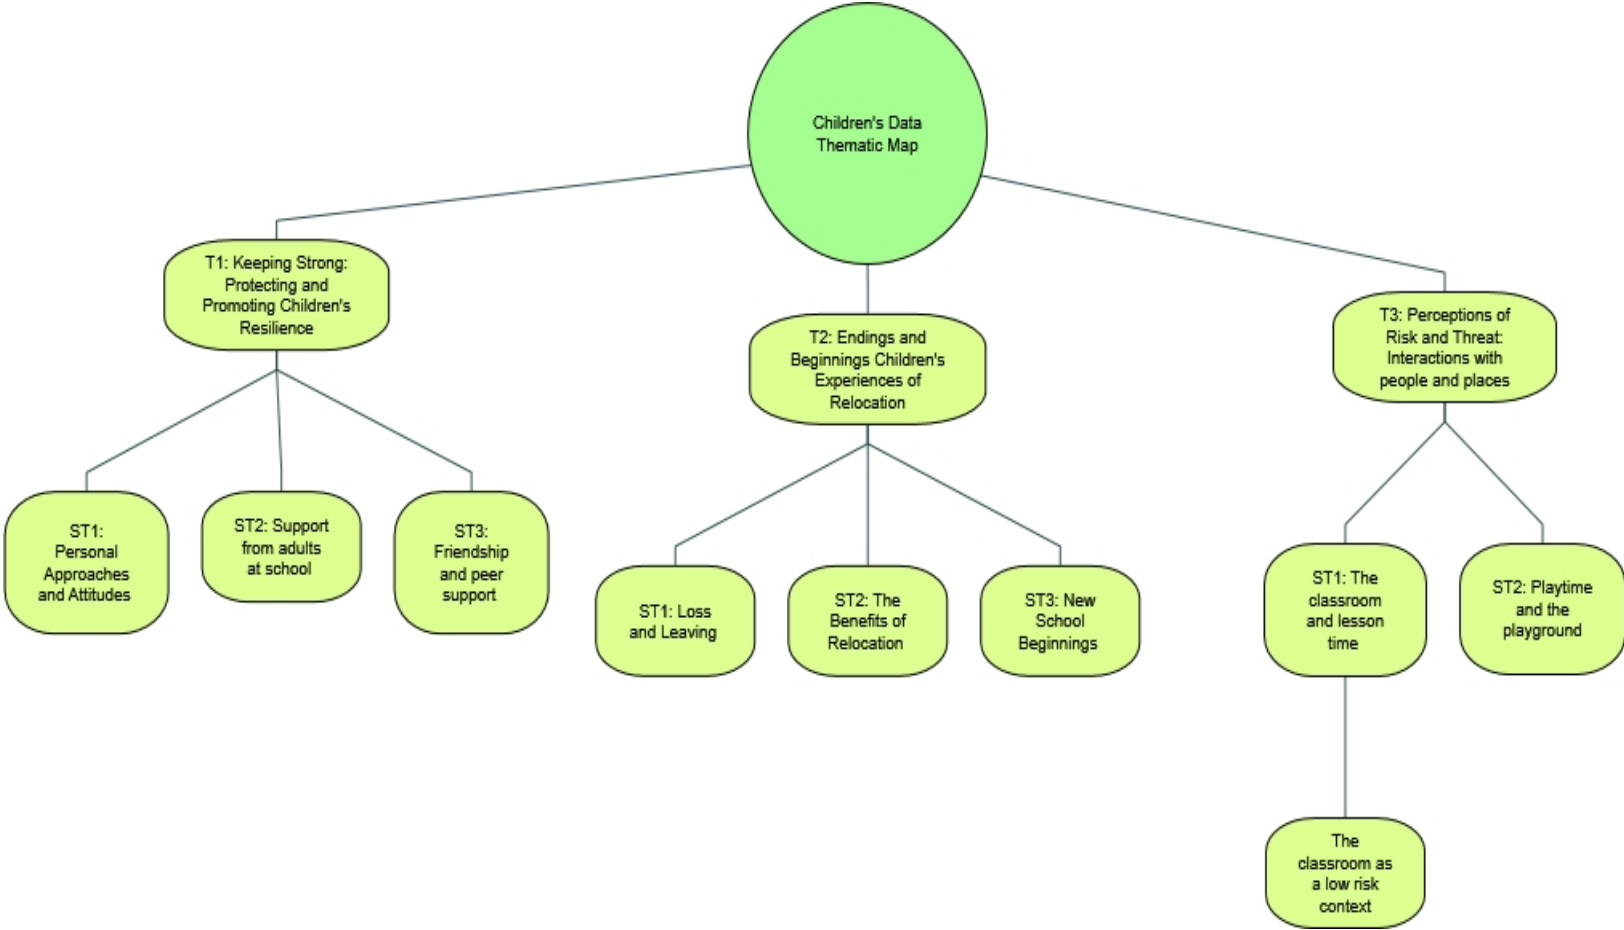 Children's Data
Thematic Map
T1: Keeping Strong:
Protecting and
Promoting Children's
Resilience
T2: Endings and
Beginnings Children's
Experiences of
Relocation
T3: Perceptions of
Risk and Threat:
Interactions with
people and places
ST1:
Personal
Approaches
and Attitudes
ST2: Support
from adults
at school
ST3:
Friendship
and peer
support
ST1: Loss
and Leaving
ST2: The
Benefits of
Relocation
ST3: New
School
Beginnings
ST1: The
classroom
and lesson
time
ST2: Playtime
and the
playground
The
classroom as
a low risk
context